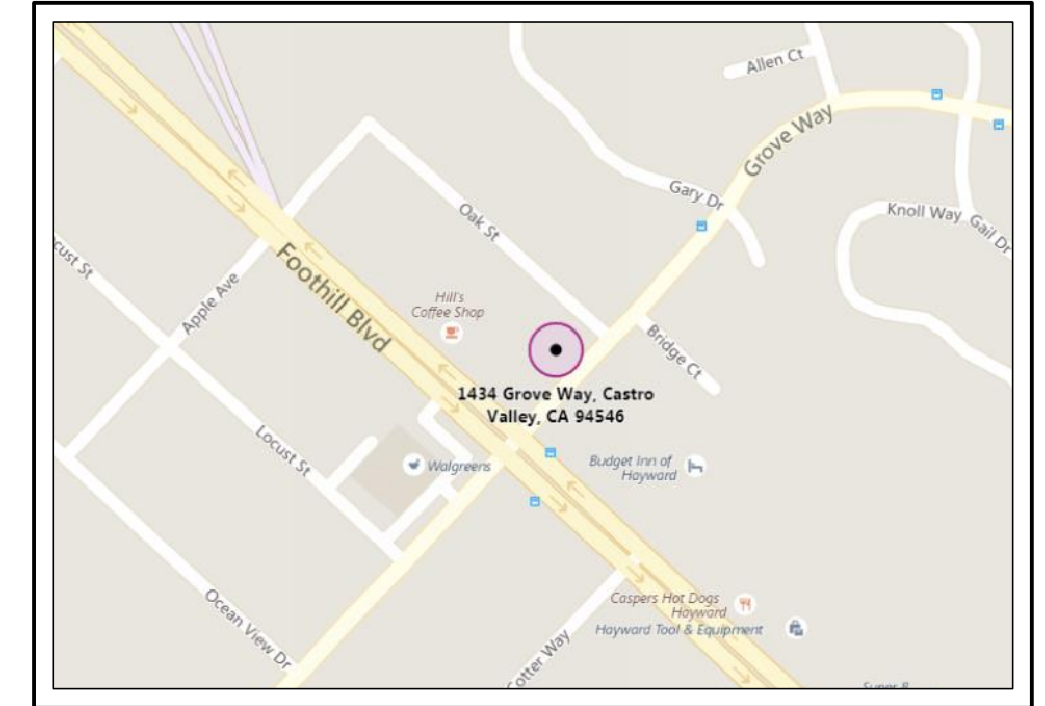 Allen Ct
Grove Way
Gary Dr
Knoll Way
Gail Dr
Oak St
Foothill Blvd
Apple Ave
Hill's
Coffee Shop
Bridge Ct
1434 Grove Way, Castro
Valley, CA 94546
Locust St
Walgreens
Budget Inn of
Hayward
Ocean View Dr
Caspers Hot Dogs
Hayward
Hayward Tool & Equipment
Cotter Way